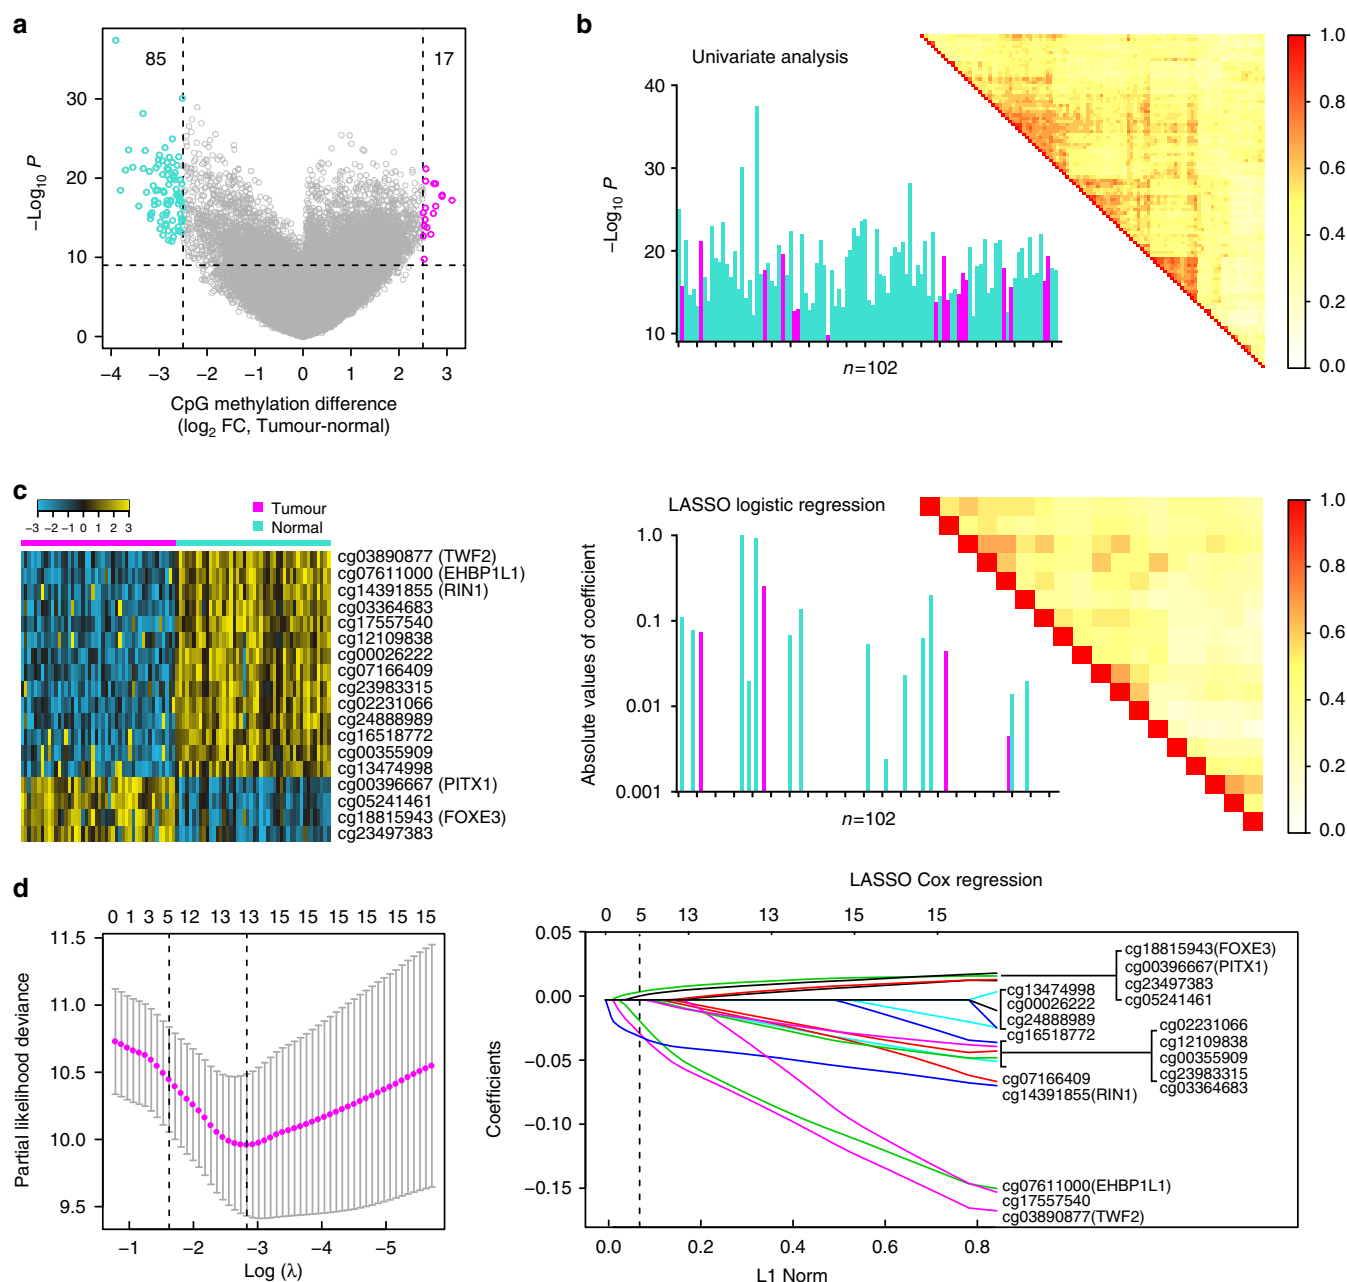 a
85
17
30
20
10
0
−Log10 P
−4 −3 −2 −1 0 1 2 3
CpG methylation difference
(log2 FC, Tumour-normal)
b
Univariate analysis
40
30
20
10
−Log10 P
n=102
1.0
0.8
0.6
0.4
0.2
0.0
c
−3 −2 −1 0 1 2 3
Tumour
Normal
cg03890877 (TWF2)
cg07611000 (EHBP1L1)
cg14391855 (RIN1)
cg03364683
cg17557540
cg12109838
cg00026222
cg07166409
cg23983315
cg02231066
cg24888989
cg16518772
cg00355909
cg13474998
cg00396667 (PITX1)
cg05241461
cg18815943 (FOXE3)
cg23497383
LASSO logistic regression
1.0
0.1
0.01
0.001
Absolute values of coefficient
n=102
1.0
0.8
0.6
0.4
0.2
0.0
d
0 1 3 5 12 13 13 15 15 15 15 15
11.5
11.0
10.5
10.0
9.5
Partial likelihood deviance
−1 −2 −3 −4 −5
Log (λ)
LASSO Cox regression
0 5 13 13 15 15
0.05
0.00
−0.05
−0.10
−0.15
Coefficients
0.0 0.2 0.4 0.6 0.8
L1 Norm
cg18815943(FOXE3)
cg00396667(PITX1)
cg23497383
cg05241461
cg13474998
cg00026222
cg24888989
cg16518772
cg02231066
cg12109838
cg00355909
cg23983315
cg03364683
cg07166409
cg14391855(RIN1)
cg07611000(EHBP1L1)
cg17557540
cg03890877(TWF2)